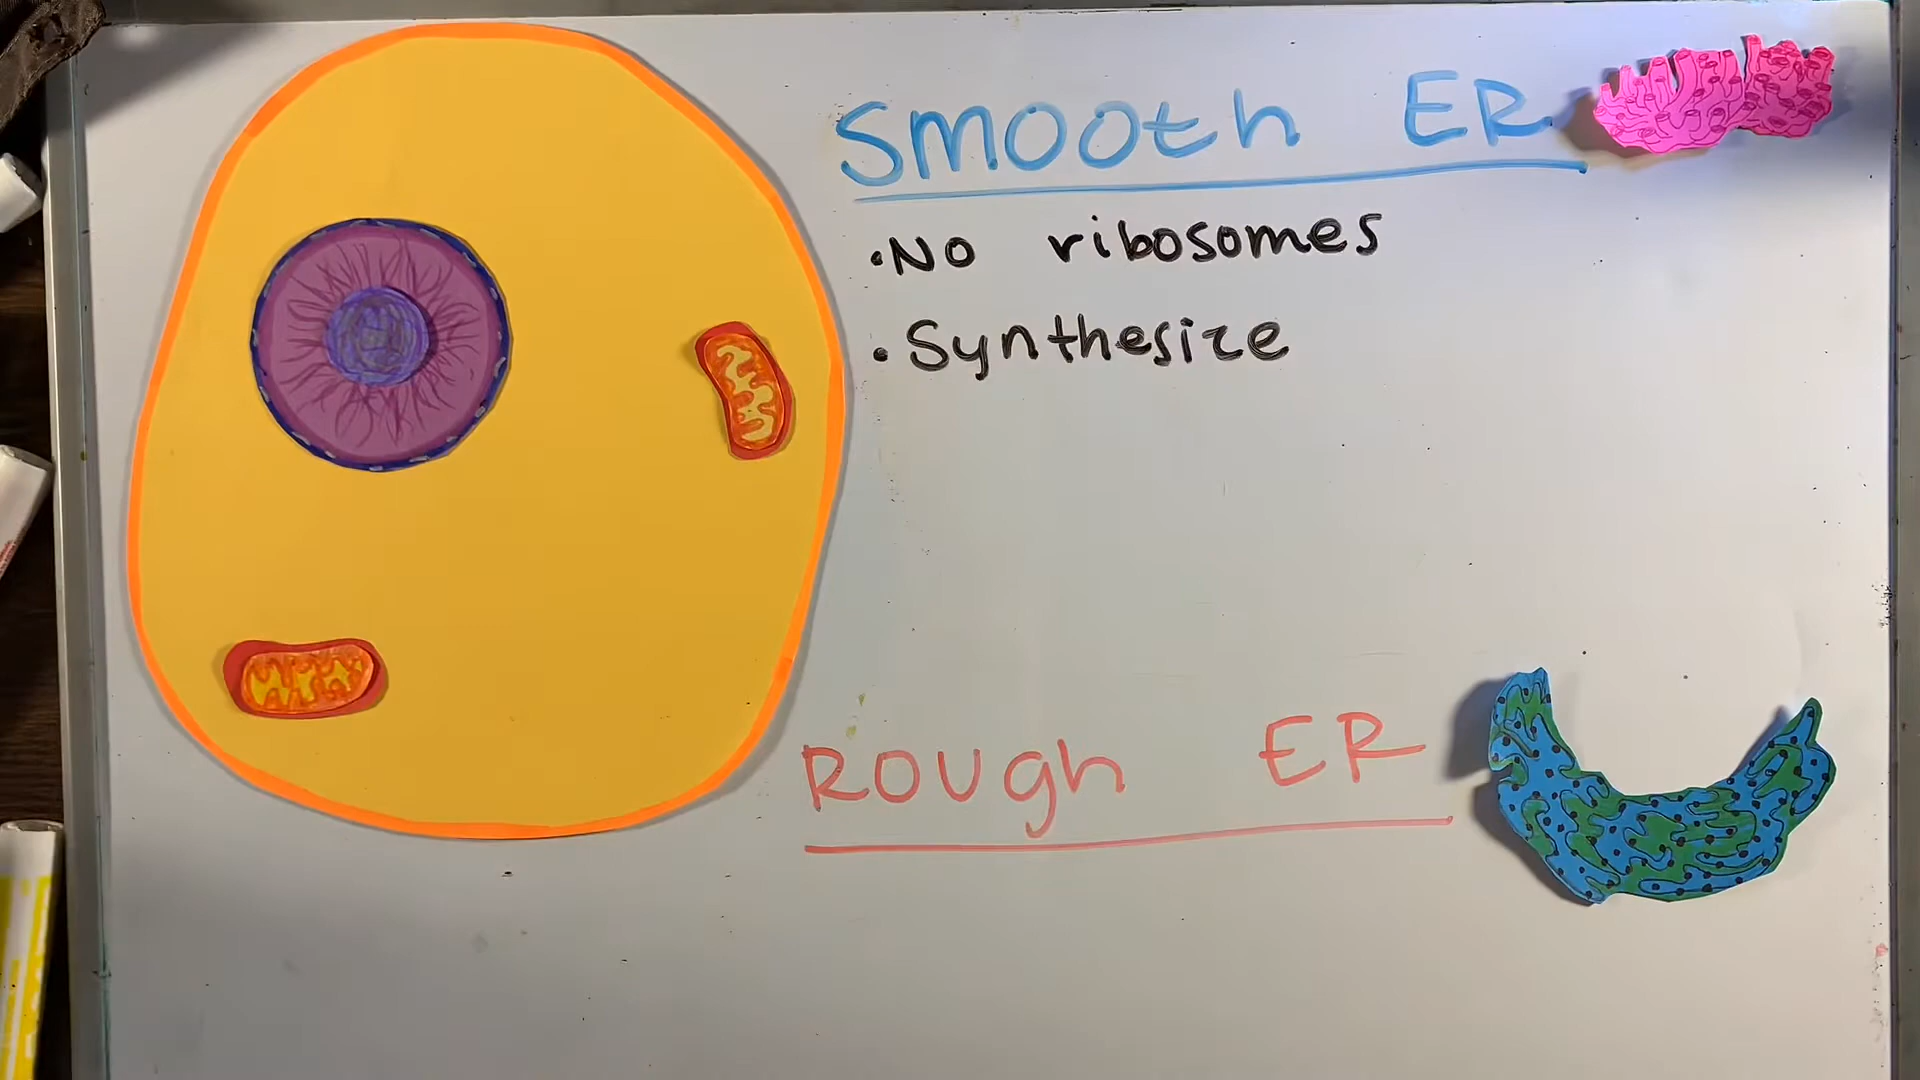 Smooth ER
• No ribosomes
• Synthesize
Rough ER